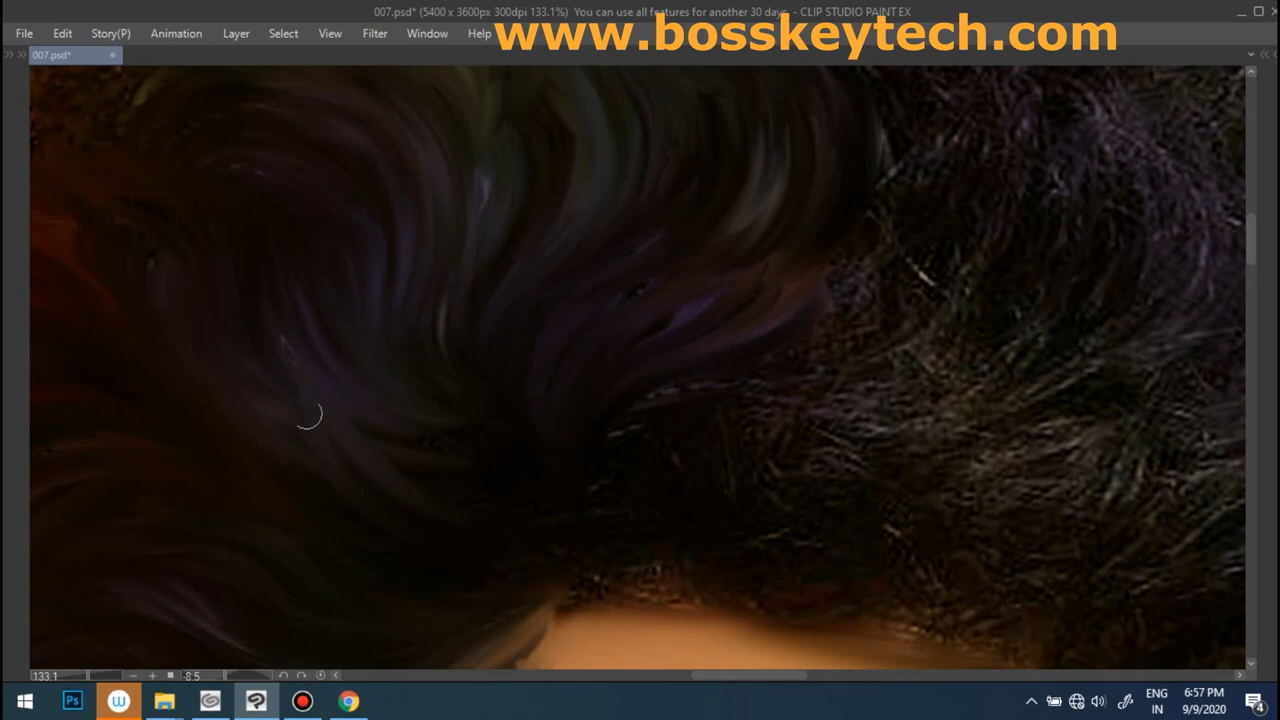 007.psd* (5400 x 3600px 300dpi 133.1%) You can use all features for another 30 days. - CLIP STUDIO PAINT EX
www.bosskeytech.com
File Edit Story(P) Animation Layer Select View Filter Window Help
007.psd*
133.1 -8.5
Ps W ENG 6:57 PM
IN 9/9/2020 4